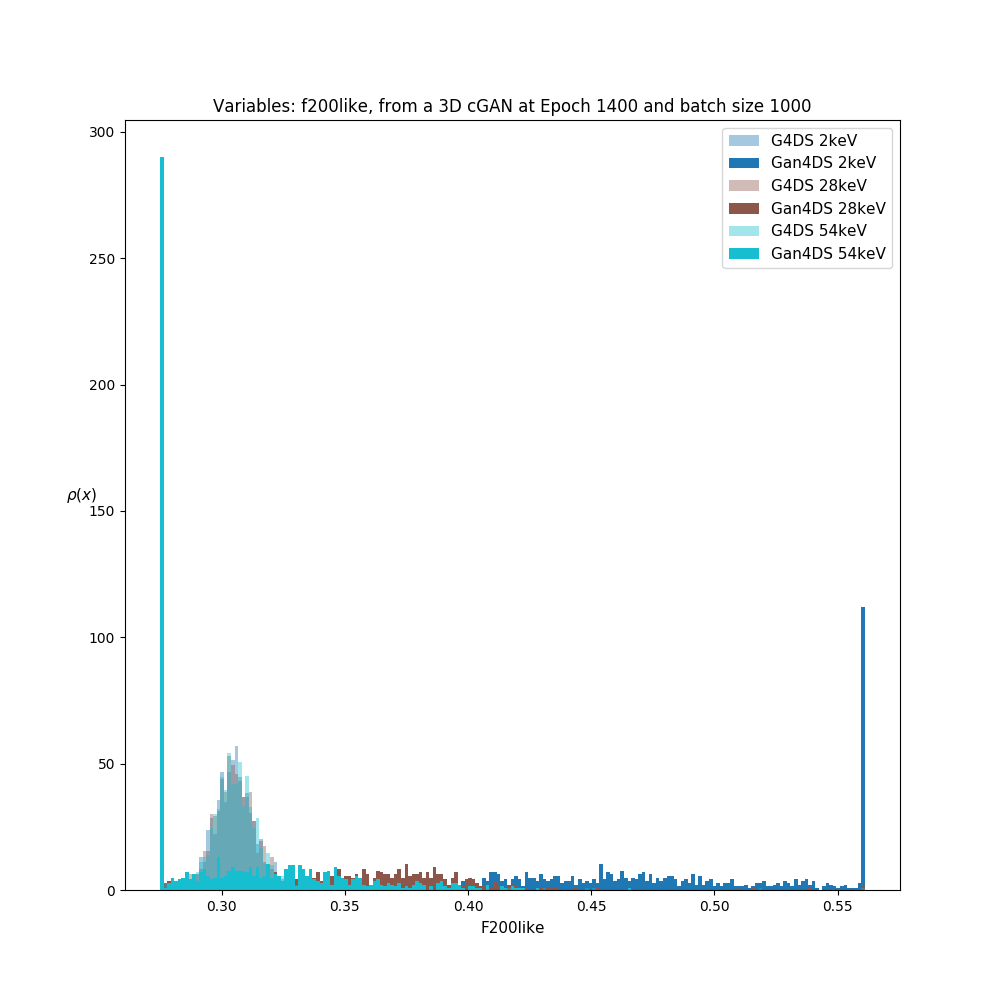 Variables: f200like, from a 3D cGAN at Epoch 1400 and batch size 1000
G4DS 2keV
Gan4DS 2keV
G4DS 28keV
Gan4DS 28keV
G4DS 54keV
Gan4DS 54keV
300
250
200
150
100
50
0
ρ(x)
0.30 0.35 0.40 0.45 0.50 0.55
F200like